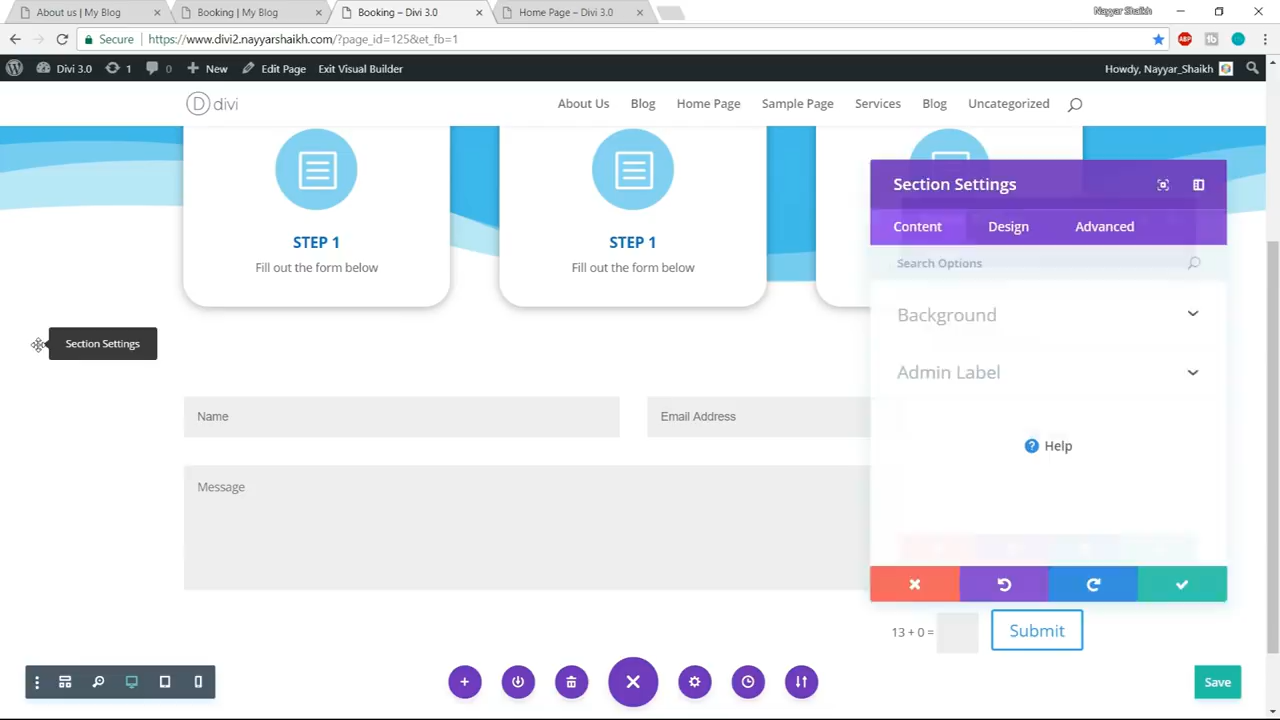 About us | My Blog
Booking | My Blog
Booking – Divi 3.0
Home Page – Divi 3.0
Nayyar Shaikh
Secure
https://www.divi2.nayyarshaikh.com/?page_id=125&et_fb=1
ABP
tb
Divi 3.0
1
0
New
Edit Page
Exit Visual Builder
Howdy, Nayyar_Shaikh
D divi
About Us
Blog
Home Page
Sample Page
Services
Blog
Uncategorized
STEP 1
Fill out the form below
STEP 1
Fill out the form below
Section Settings
Content
Design
Advanced
Search Options
Background
Admin Label
Help
Section Settings
Name
Email Address
Message
13 + 0 =
Submit
Save